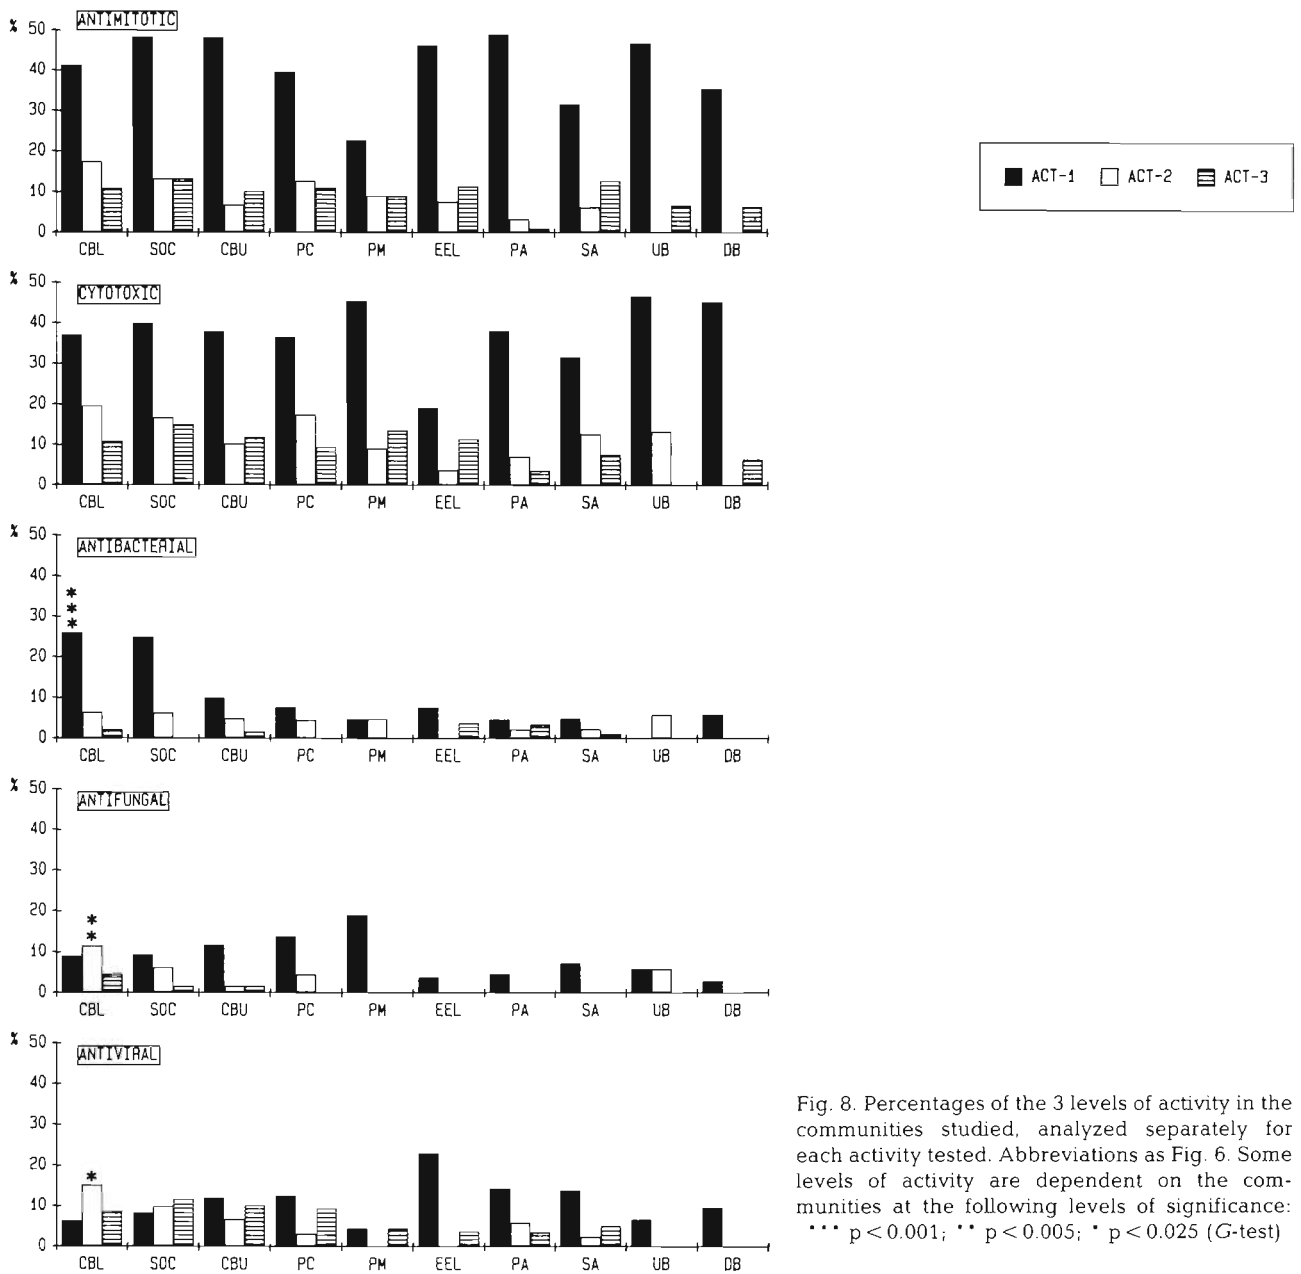 % 50 ANTIMITOTIC
40
30
20
10
0
CBL SOC CBU PC PM EEL PA SA UB DB
ACT-1 ACT-2 ACT-3
% 50 CYTOTOXIC
40
30
20
10
0
CBL SOC CBU PC PM EEL PA SA UB DB
% 50 ANTIBACTERIAL
40
***
30
20
10
0
CBL SOC CBU PC PM EEL PA SA UB DB
% 50 ANTIFUNGAL
40
30
20
**
10
0
CBL SOC CBU PC PM EEL PA SA UB DB
% 50 ANTIVIRAL
40
30
20
*
10
0
CBL SOC CBU PC PM EEL PA SA UB DB
Fig. 8. Percentages of the 3 levels of activity in the
communities studied, analyzed separately for
each activity tested. Abbreviations as Fig. 6. Some
levels of activity are dependent on the com-
munities at the following levels of significance:
*** p < 0.001; ** p < 0.005; * p < 0.025 (G-test)